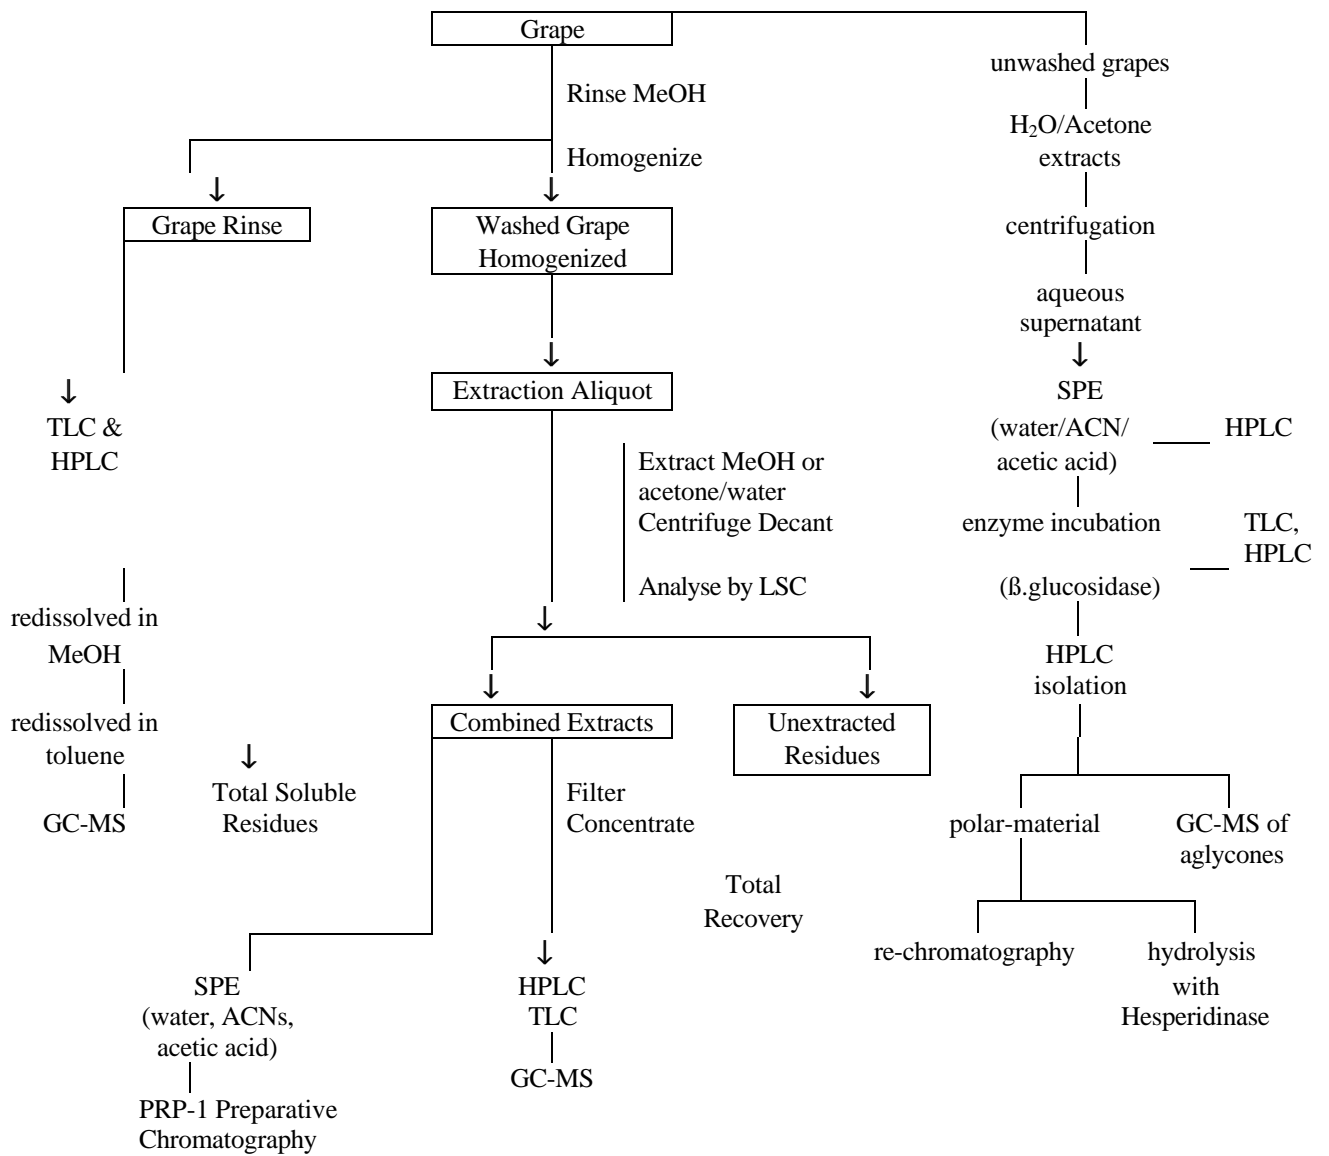 Grape
Rinse MeOH
Homogenize
Grape Rinse
Washed Grape
Homogenized
TLC &
HPLC
redissolved in
MeOH
redissolved in
toluene
GC-MS
Total Soluble
Residues
Extraction Aliquot
Extract MeOH or
acetone/water
Centrifuge Decant
Analyse by LSC
Combined Extracts
Unextracted
Residues
Filter
Concentrate
Total
Recovery
SPE
(water, ACNs,
acetic acid)
PRP-1 Preparative
Chromatography
HPLC
TLC
GC-MS
unwashed grapes
H₂O/Acetone
extracts
centrifugation
aqueous
supernatant
SPE
(water/ACN/
acetic acid)
HPLC
enzyme incubation
(ß.glucosidase)
TLC,
HPLC
HPLC
isolation
polar-material
GC-MS of
aglycones
re-chromatography
hydrolysis
with
Hesperidinase